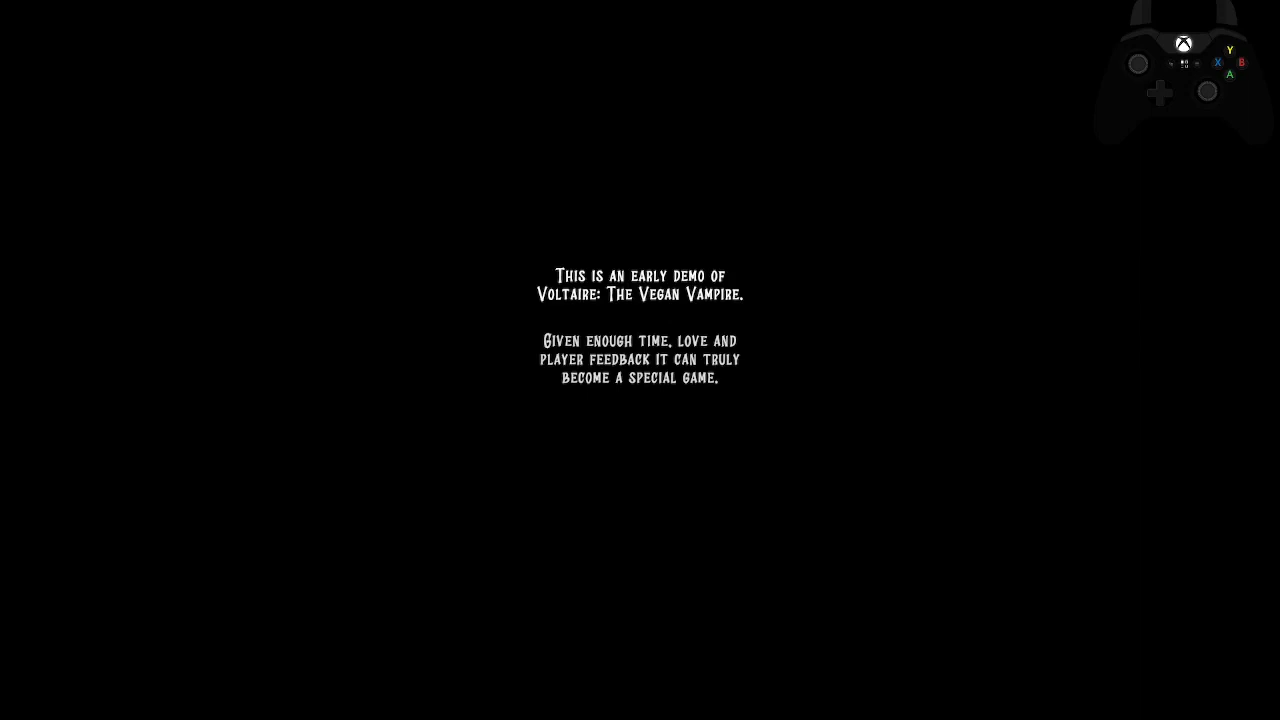 This is an early demo of
Voltaire: The Vegan Vampire.
Given enough time, love and
player feedback it can truly
become a special game.
Y
X
B
A